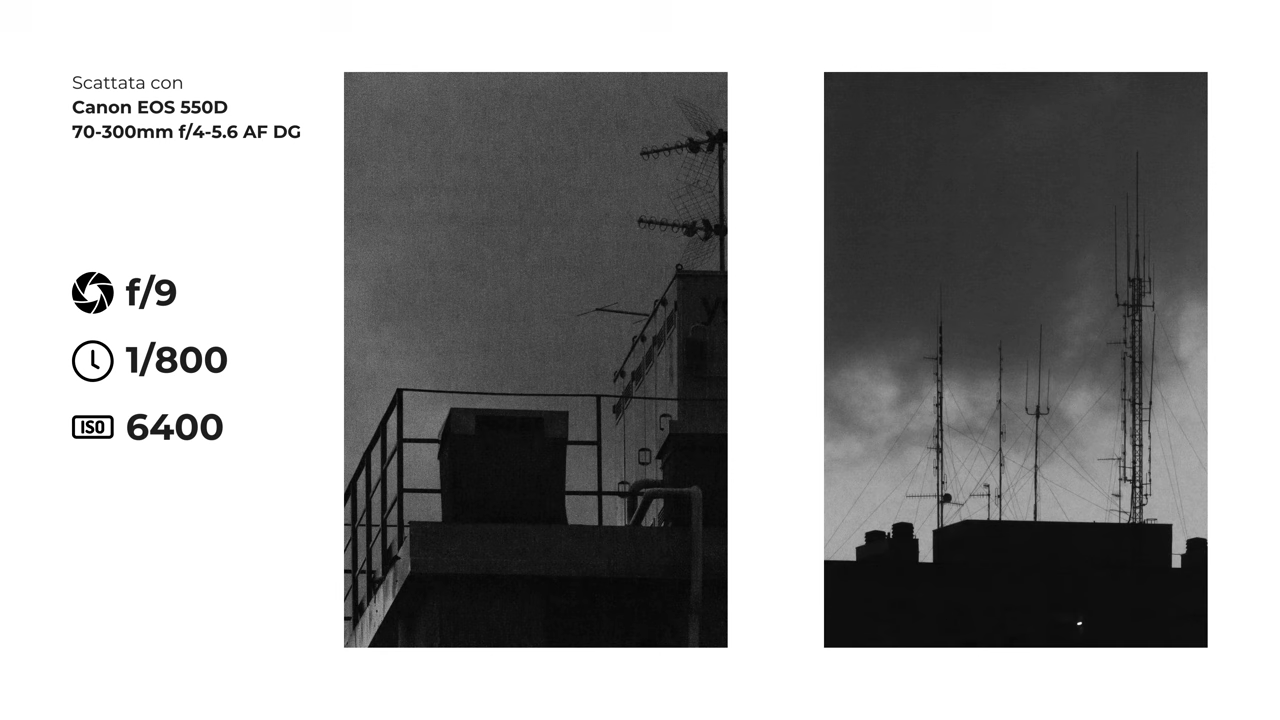 Scattata con
Canon EOS 550D
70-300mm f/4-5.6 AF DG
f/9
1/800
ISO 6400